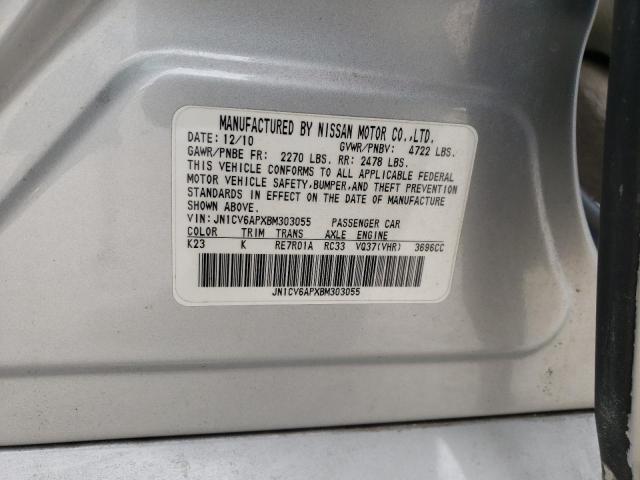 MANUFACTURED BY NISSAN MOTOR CO.,LTD.
DATE: 12/10 GVWR/PNBV: 4722 LBS.
GAWR/PNBE FR: 2270 LBS. RR: 2478 LBS.
THIS VEHICLE CONFORMS TO ALL APPLICABLE FEDERAL
MOTOR VEHICLE SAFETY,BUMPER,AND THEFT PREVENTION
STANDARDS IN EFFECT ON THE DATE OF MANUFACTURE
SHOWN ABOVE.
VIN: JN1CV6APXBM303055 PASSENGER CAR
COLOR TRIM TRANS AXLE ENGINE
K23 K RE7R01A RC33 VQ37(VHR) 3696CC
JN1CV6APXBM303055